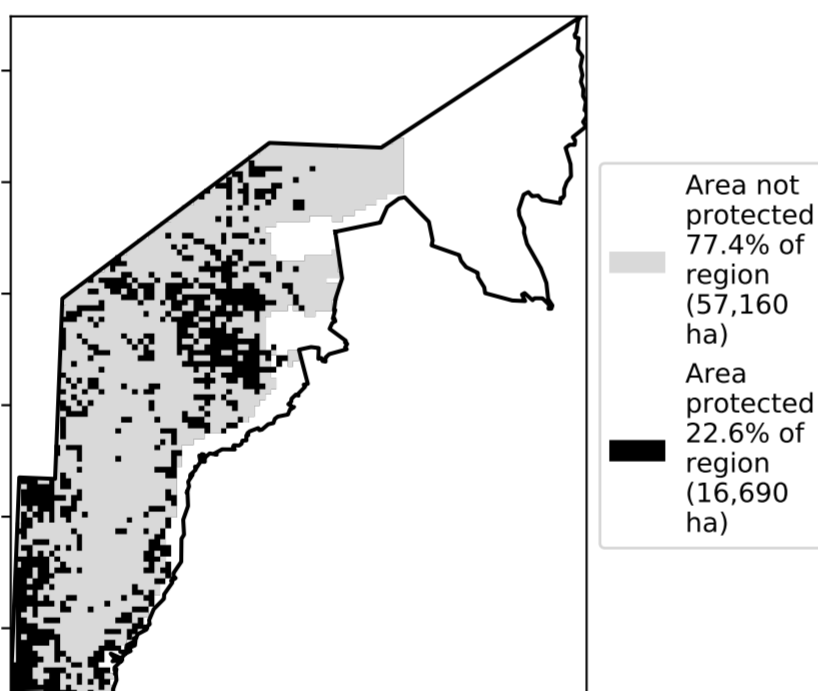 Area not
protected
77.4% of
region
(57,160
ha)
Area
protected
22.6% of
region
(16,690
ha)